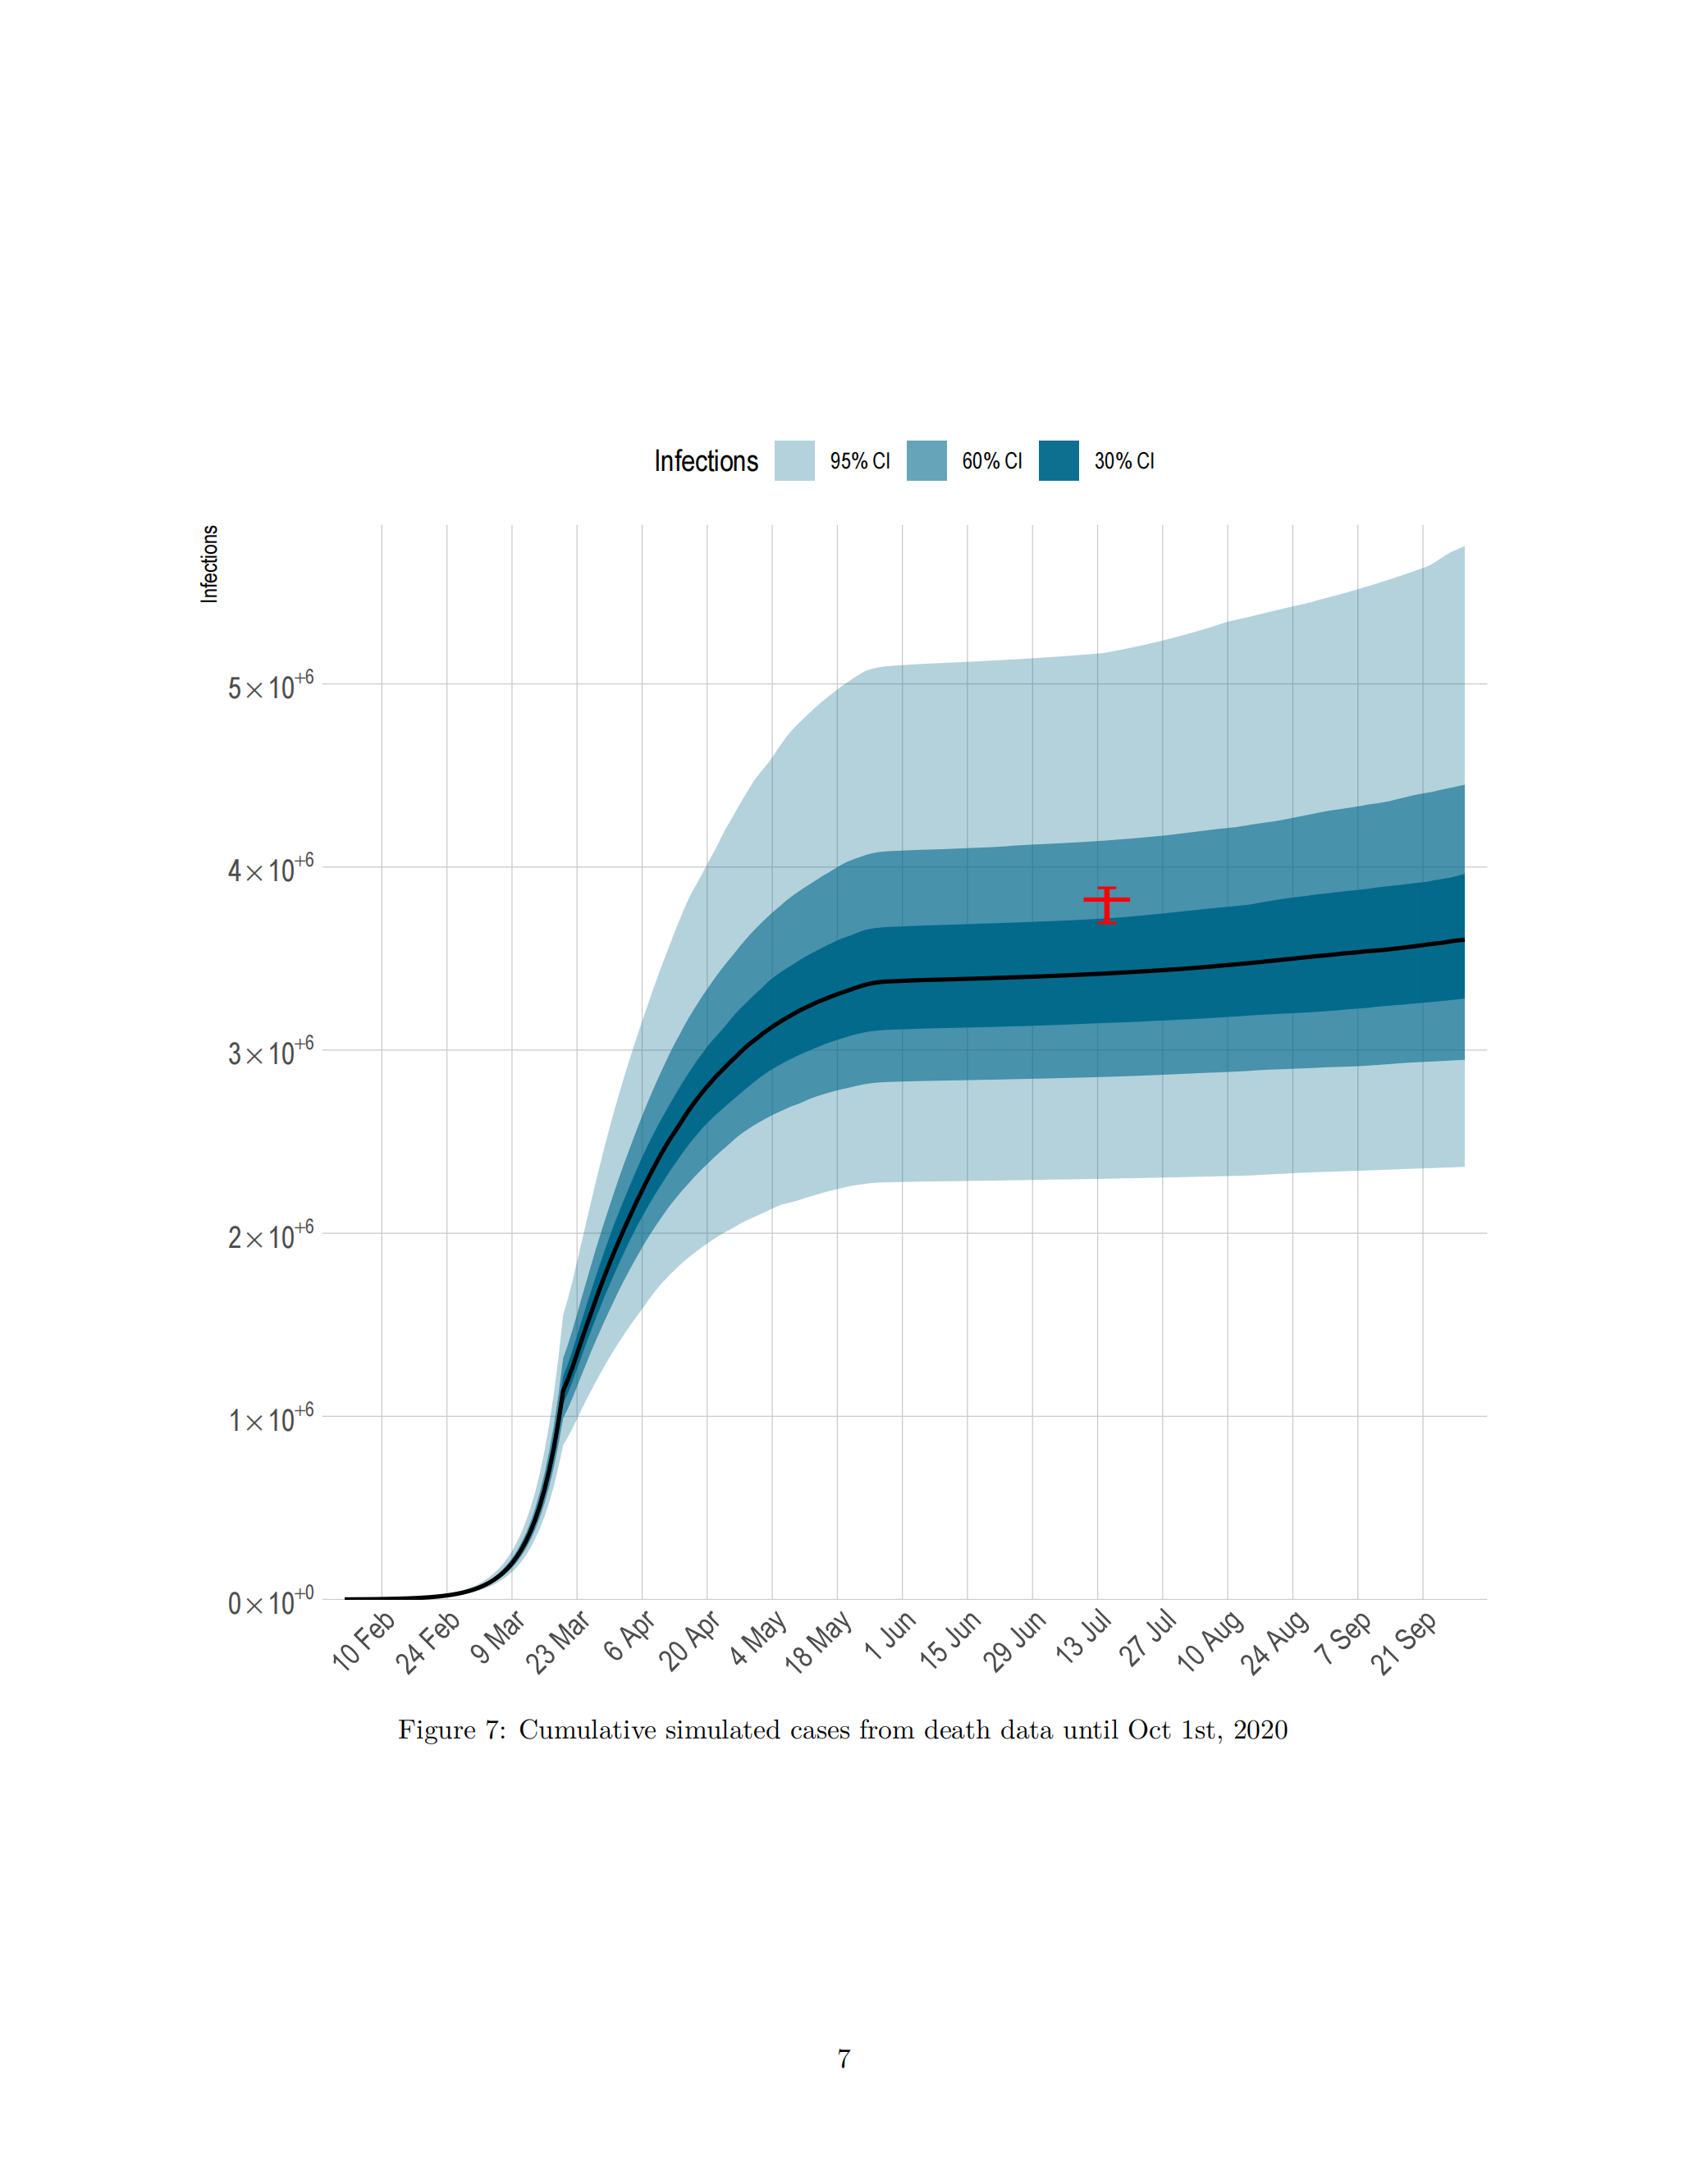 Infections 95% CI 60% CI 30% CI
Infections
5×10+6
4×10+6
3×10+6
2×10+6
1×10+6
0×10+0
10 Feb 24 Feb 9 Mar 23 Mar 6 Apr 20 Apr 4 May 18 May 1 Jun 15 Jun 29 Jun 13 Jul 27 Jul 10 Aug 24 Aug 7 Sep 21 Sep
Figure 7: Cumulative simulated cases from death data until Oct 1st, 2020
7